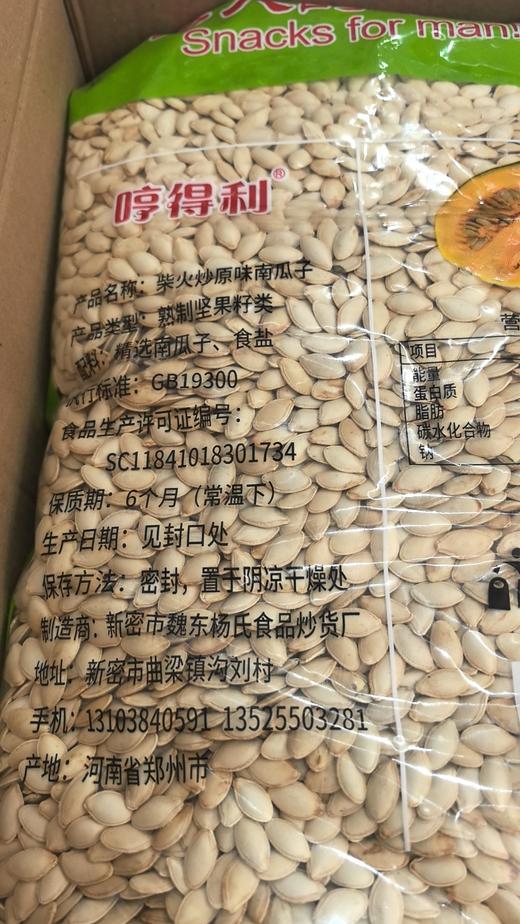 Snacks for man
哼得利®
产品名称：柴火炒原味南瓜子
产品类型：熟制坚果籽类
配料：精选南瓜子、食盐
执行标准：GB19300
食品生产许可证编号：
SC11841018301734
保质期：6个月（常温下）
生产日期：见封口处
保存方法：密封，置于阴凉干燥处
制造商：新密市魏东杨氏食品炒货厂
地址：新密市曲梁镇沟刘村
手机：13103840591 13525503281
产地：河南省郑州市
营
项目
能量
蛋白质
脂肪
碳水化合物
钠